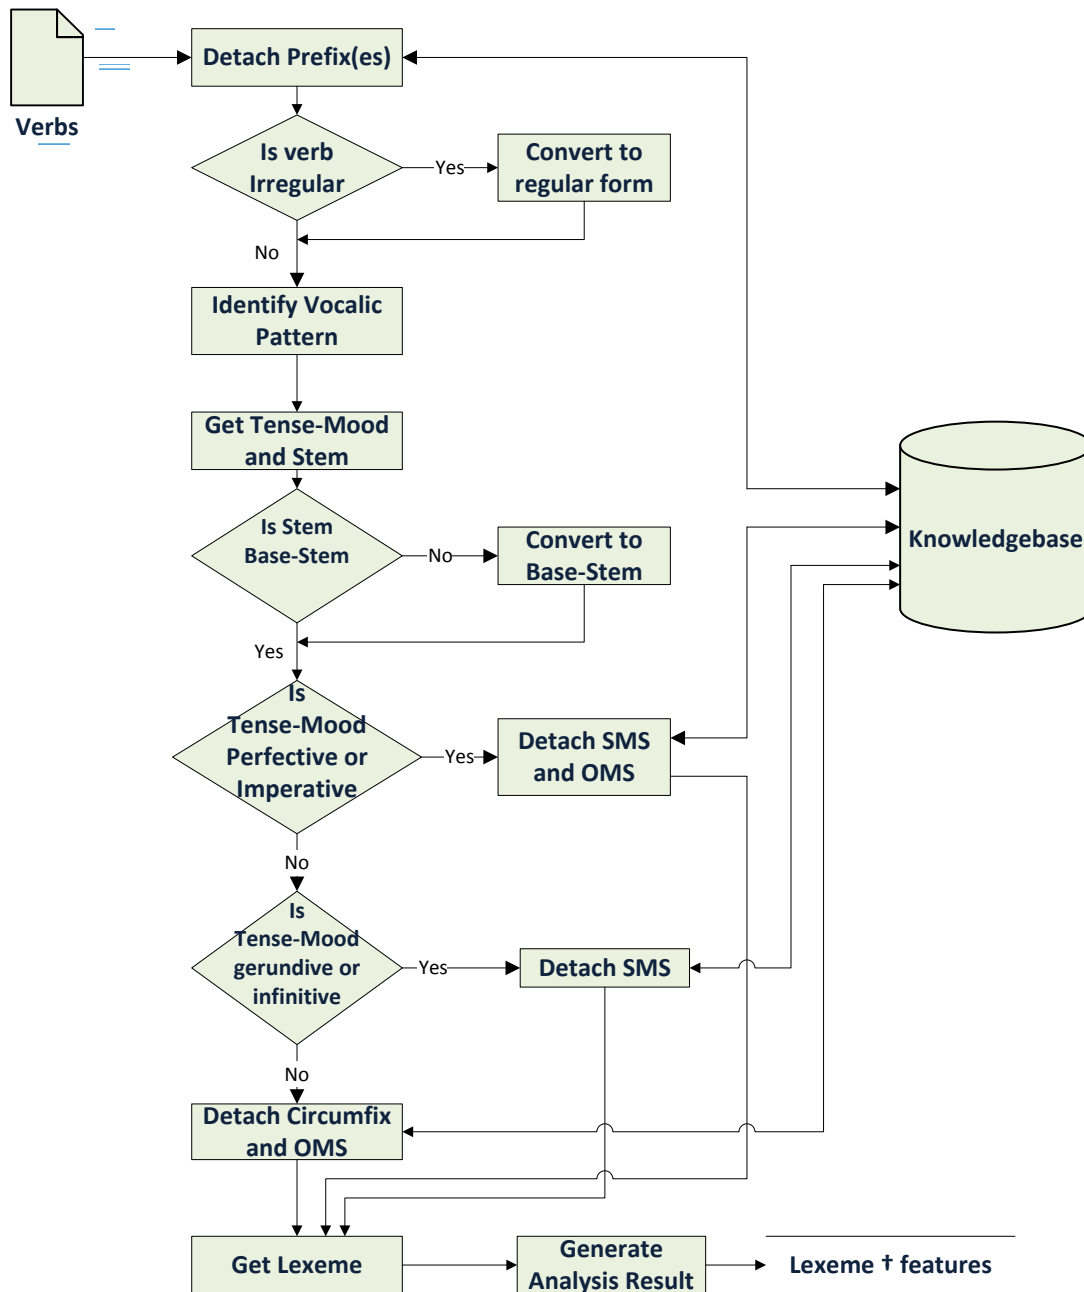 Verbs
Detach Prefix(es)
Is verb
Irregular
Yes
Convert to
regular form
No
Identify Vocalic
Pattern
Get Tense-Mood
and Stem
Is Stem
Base-Stem
No
Convert to
Base-Stem
Knowledgebase
Yes
Is
Tense-Mood
Perfective or
Imperative
Yes
Detach SMS
and OMS
No
Is
Tense-Mood
gerundive or
infinitive
Yes
Detach SMS
No
Detach Circumfix
and OMS
Get Lexeme
Generate
Analysis Result
Lexeme † features